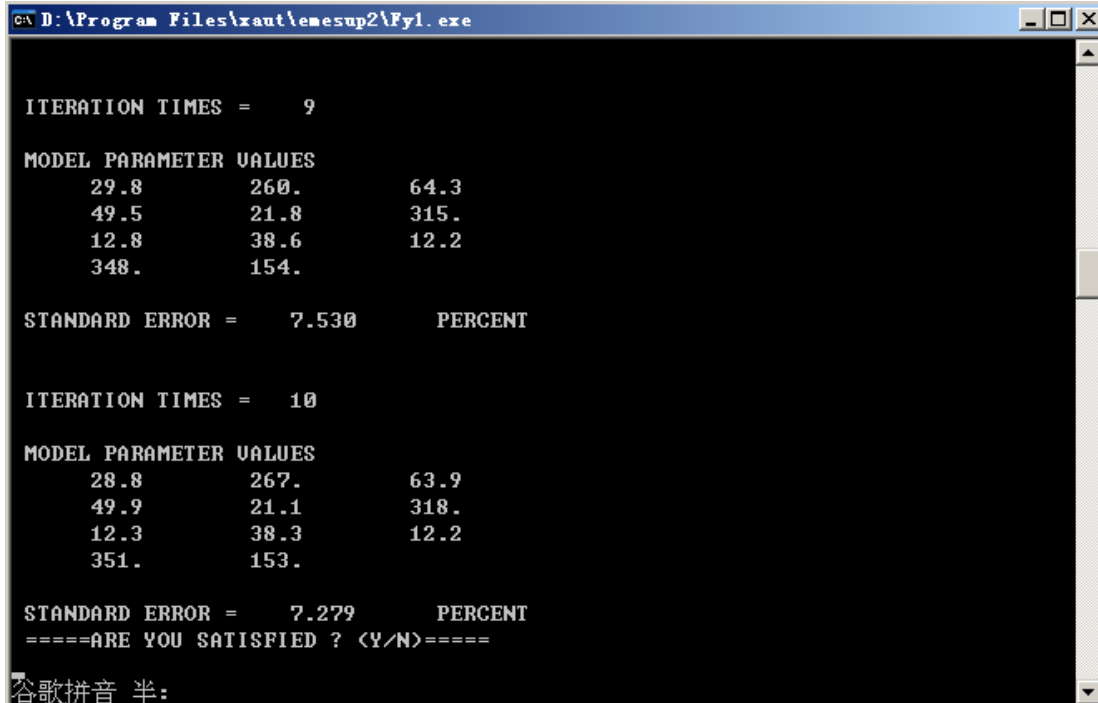 D:\Program Files\xaut\emesup2\Fy1.exe
ITERATION TIMES = 9
MODEL PARAMETER VALUES
29.8 260. 64.3
49.5 21.8 315.
12.8 38.6 12.2
348. 154.
STANDARD ERROR = 7.530 PERCENT
ITERATION TIMES = 10
MODEL PARAMETER VALUES
28.8 267. 63.9
49.9 21.1 318.
12.3 38.3 12.2
351. 153.
STANDARD ERROR = 7.279 PERCENT
=====ARE YOU SATISFIED ? (Y/N)=====
谷歌拼音 半: